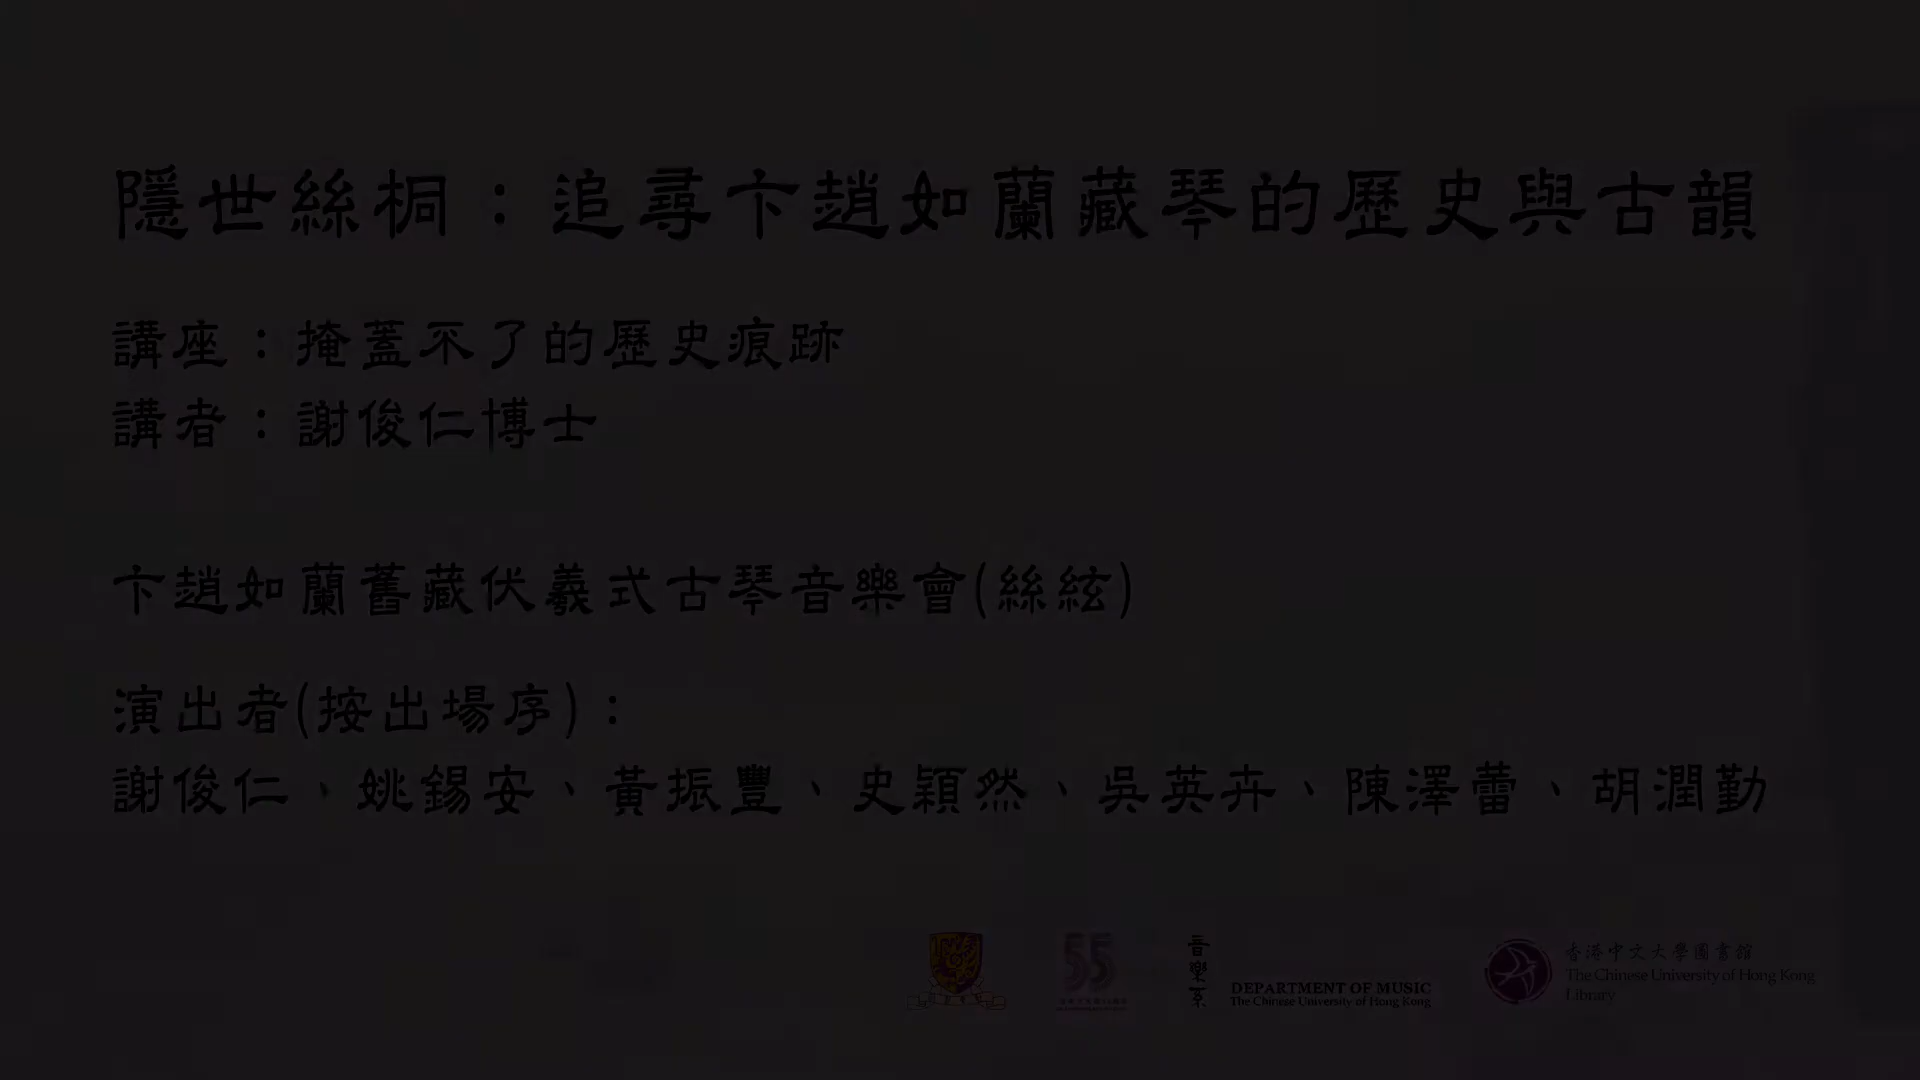 隱世絲桐：追尋卞趙如蘭藏琴的歷史與古韻
講座：掩蓋不了的歷史痕跡
講者：謝俊仁博士
卞趙如蘭舊藏伏羲式古琴音樂會(絲絃)
演出者(按出場序)：
謝俊仁、姚錫安、黃振豐、史穎然、吳英卉、陳澤蕾、胡潤勤
55
音樂系
DEPARTMENT OF MUSIC
The Chinese University of Hong Kong
香港中文大學圖書館
The Chinese University of Hong Kong
Library